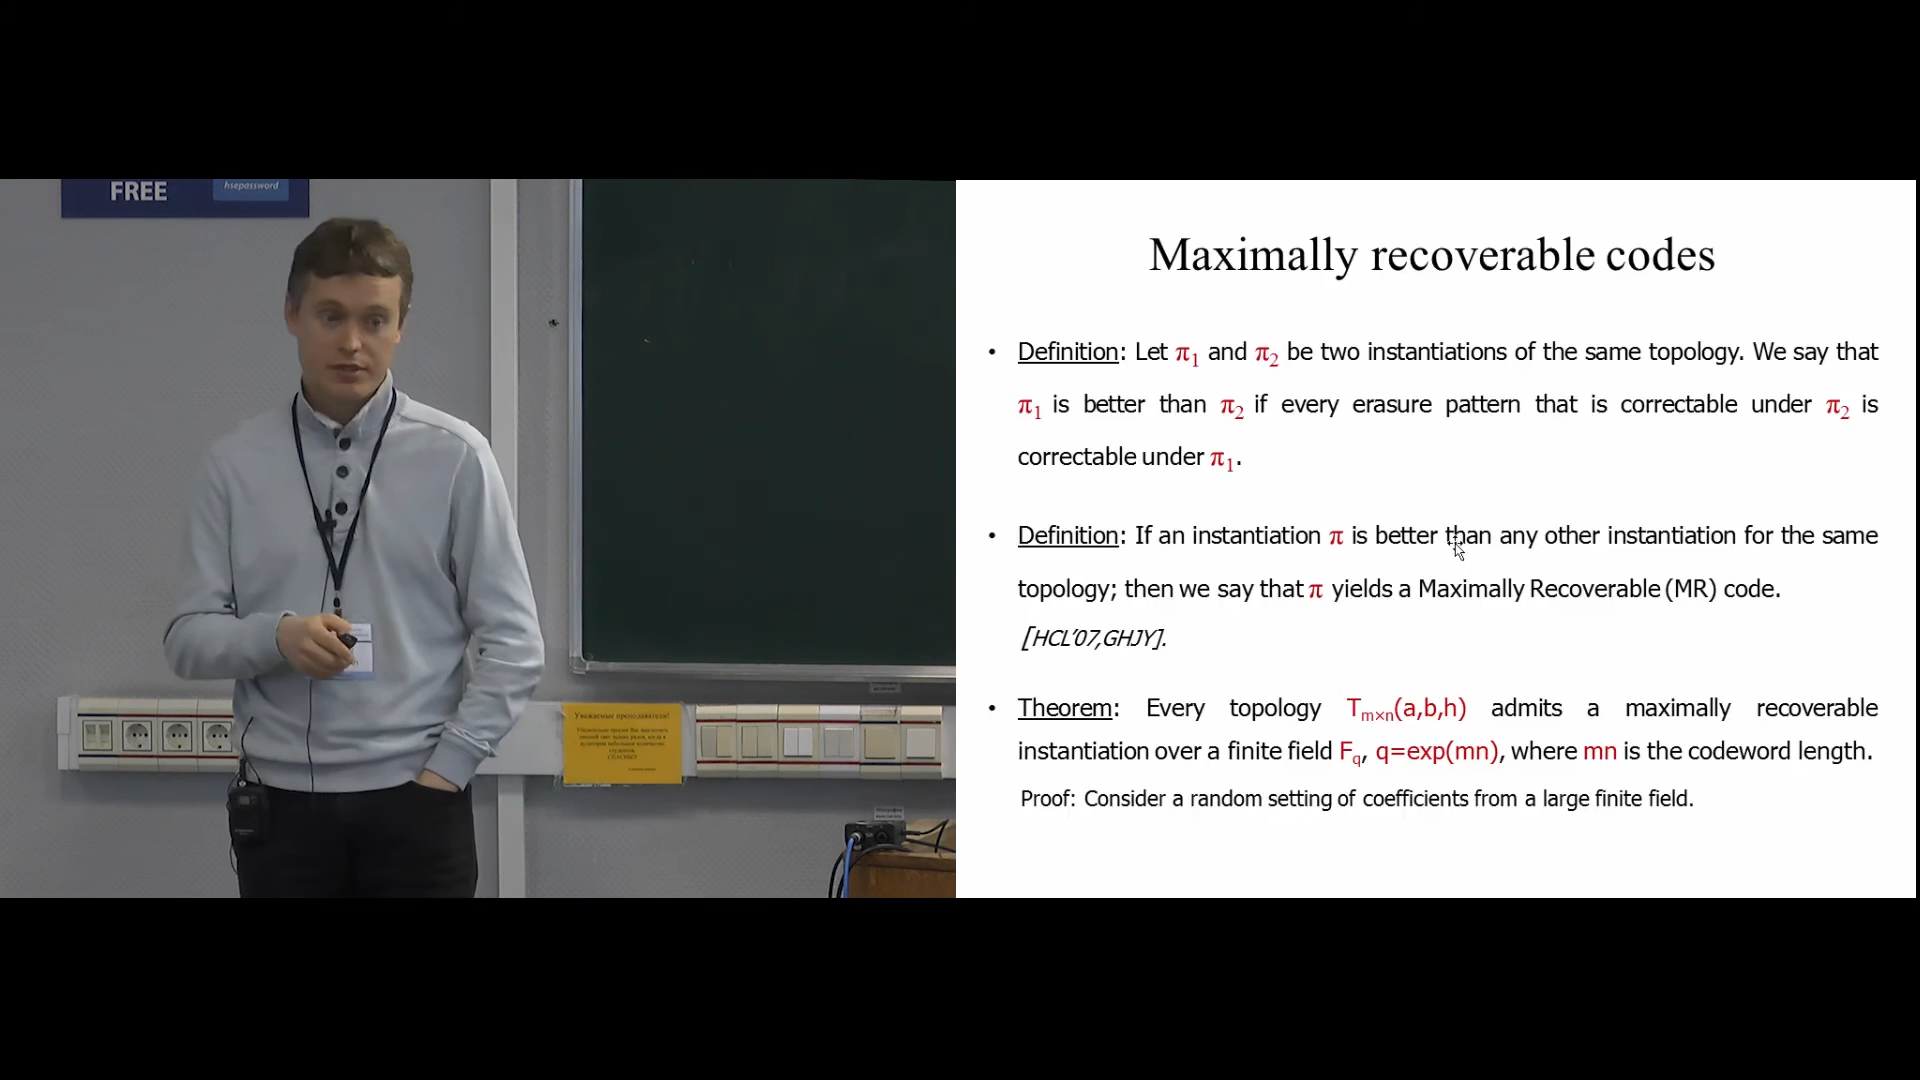 FREE
hsepassword
Уважаемые преподаватели!
СПАСИБО!
Maximally recoverable codes
• Definition: Let π1 and π2 be two instantiations of the same topology. We say that
π1 is better than π2 if every erasure pattern that is correctable under π2 is
correctable under π1.
• Definition: If an instantiation π is better than any other instantiation for the same
topology; then we say that π yields a Maximally Recoverable (MR) code.
[HCL'07,GHJY].
• Theorem: Every topology Tm×n(a,b,h) admits a maximally recoverable
instantiation over a finite field Fq, q=exp(mn), where mn is the codeword length.
Proof: Consider a random setting of coefficients from a large finite field.